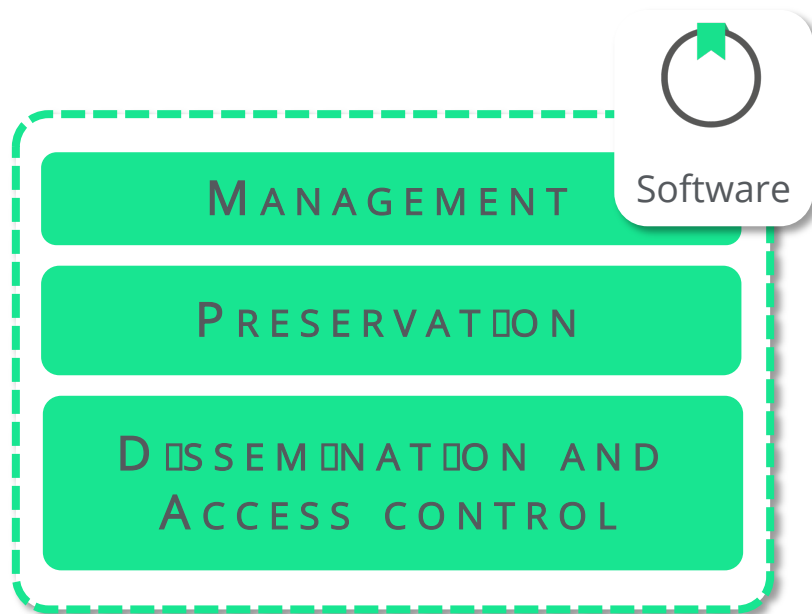 Software
MANAGEMENT
PRESERVAT▯ON
D▯SSEM▯NAT▯ON AND
ACCESS CONTROL